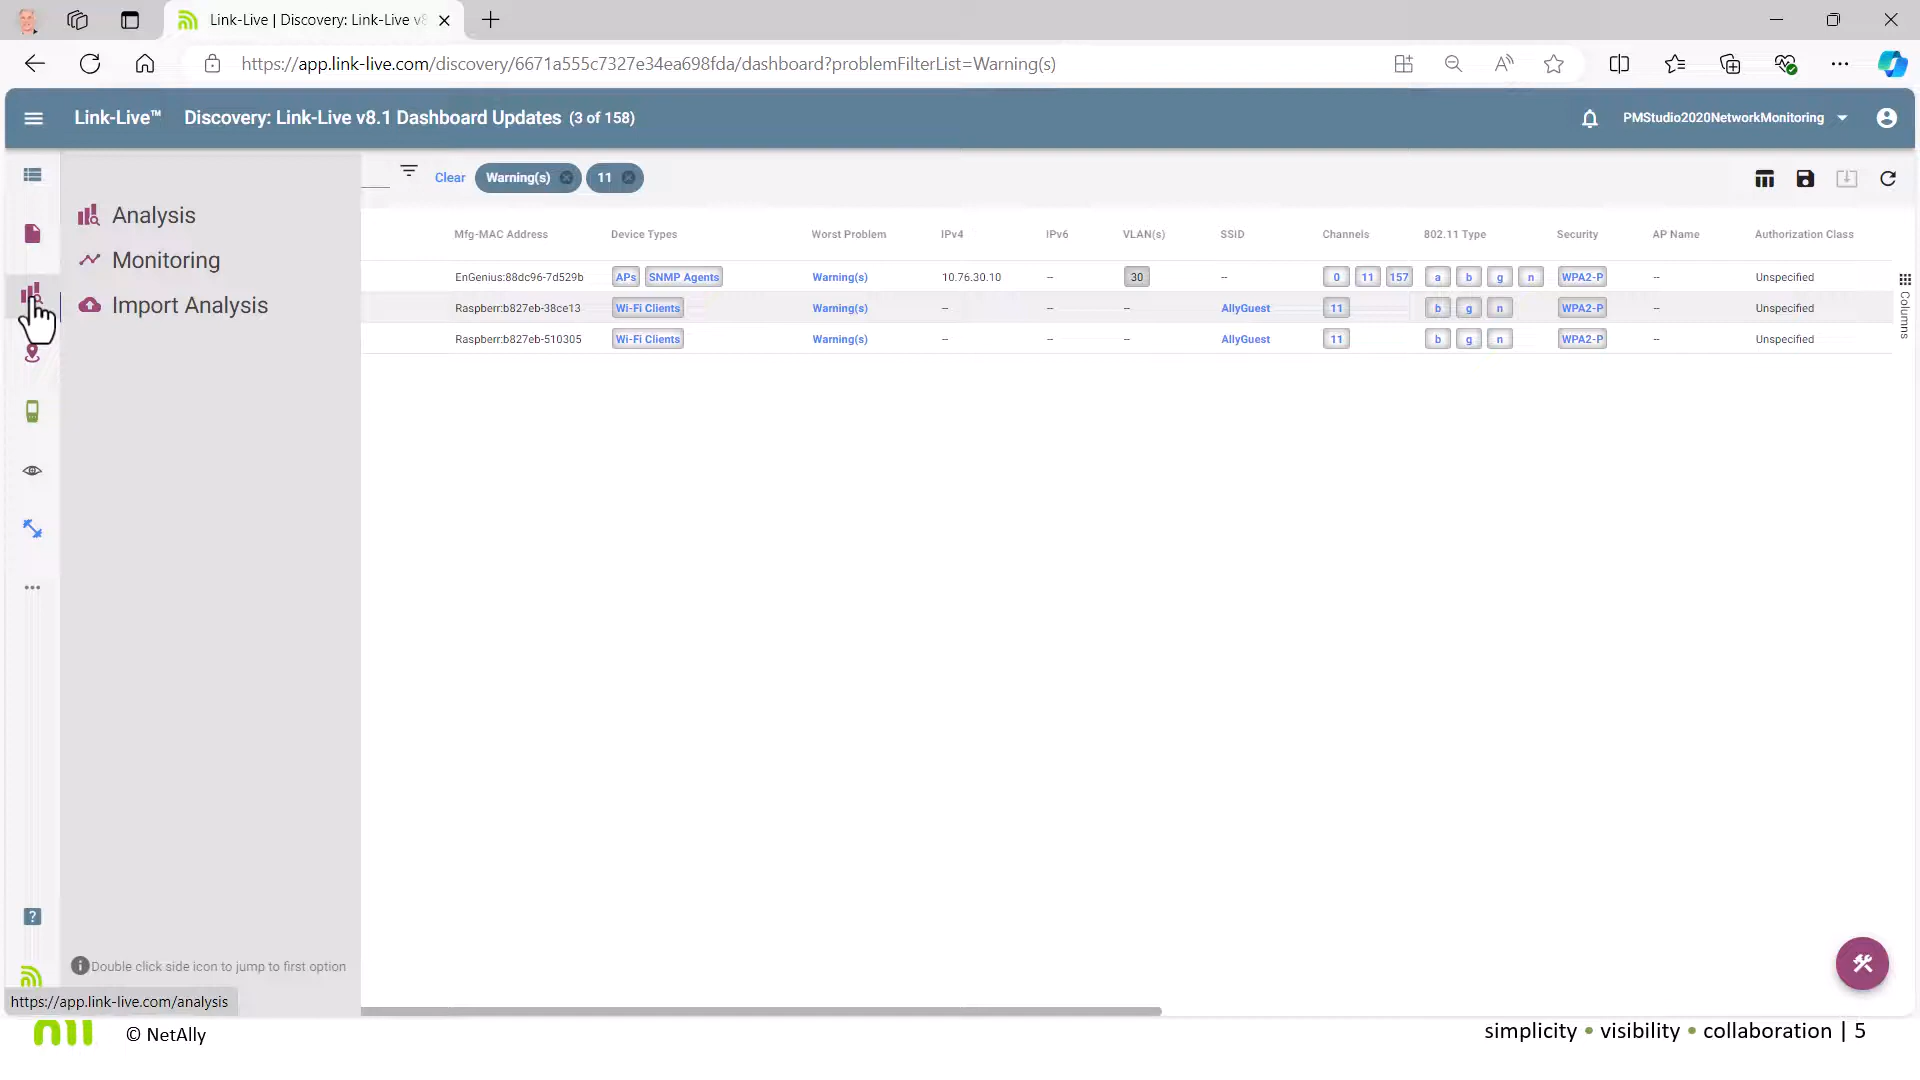 Link-Live | Discovery: Link-Live v8
https://app.link-live.com/discovery/6671a555c7327e34ea698fda/dashboard?problemFilterList=Warning(s)
Link-Live™ Discovery: Link-Live v8.1 Dashboard Updates (3 of 158) PMStudio2020NetworkMonitoring
Clear Warning(s) 11
Analysis
Monitoring
Import Analysis
Mfg-MAC Address Device Types Worst Problem IPv4 IPv6 VLAN(s) SSID Channels 802.11 Type Security AP Name Authorization Class
EnGenius:88dc96-7d529b APs SNMP Agents Warning(s) 10.76.30.10 -- 30 -- 0 11 157 a b g n WPA2-P -- Unspecified
Raspberr:b827eb-38ce13 Wi-Fi Clients Warning(s) -- -- -- AllyGuest 11 b g n WPA2-P -- Unspecified
Raspberr:b827eb-510305 Wi-Fi Clients Warning(s) -- -- -- AllyGuest 11 b g n WPA2-P -- Unspecified
Columns
?
Double click side icon to jump to first option
https://app.link-live.com/analysis
© NetAlly
simplicity • visibility • collaboration | 5